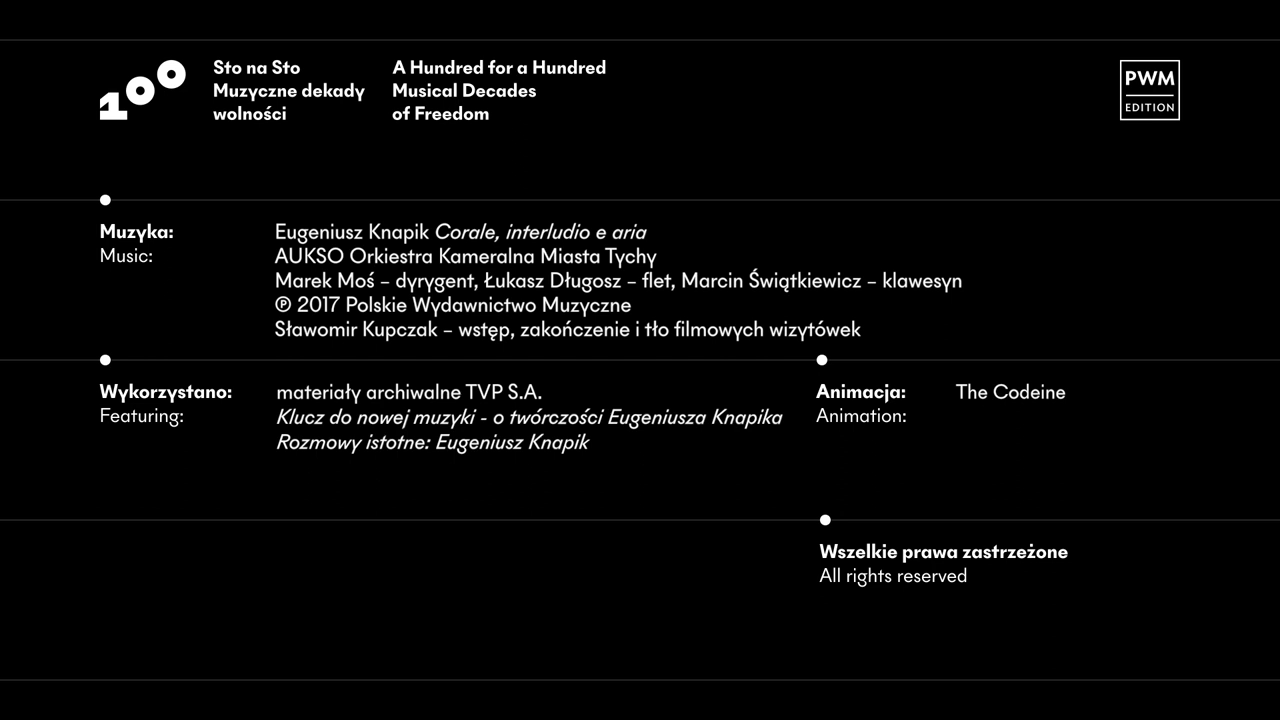 100
Sto na Sto
Muzyczne dekady
wolności
A Hundred for a Hundred
Musical Decades
of Freedom
PWM
EDITION
Muzyka:
Music:
Eugeniusz Knapik Corale, interludio e aria
AUKSO Orkiestra Kameralna Miasta Tychy
Marek Moś – dyrygent, Łukasz Długosz – flet, Marcin Świątkiewicz – klawesyn
℗ 2017 Polskie Wydawnictwo Muzyczne
Sławomir Kupczak – wstęp, zakończenie i tło filmowych wizytówek
Wykorzystano:
Featuring:
materiały archiwalne TVP S.A.
Klucz do nowej muzyki - o twórczości Eugeniusza Knapika
Rozmowy istotne: Eugeniusz Knapik
Animacja:
Animation:
The Codeine
Wszelkie prawa zastrzeżone
All rights reserved